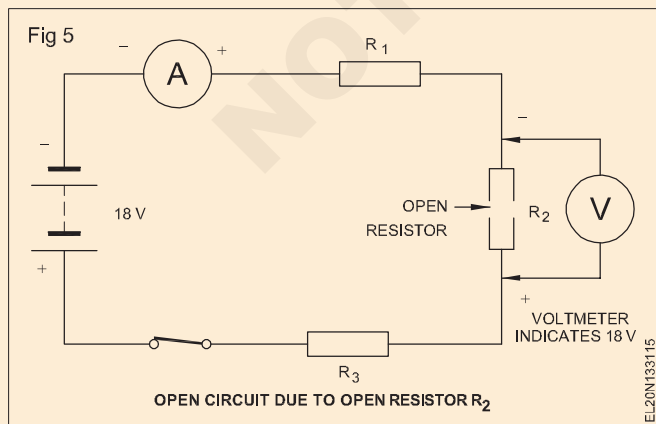 Fig 5
NOT
– A +
R1
–
–
18 V
OPEN
RESISTOR
R2
V
+
+
VOLTMETER
INDICATES 18 V
R3
OPEN CIRCUIT DUE TO OPEN RESISTOR R2
EL20N133115